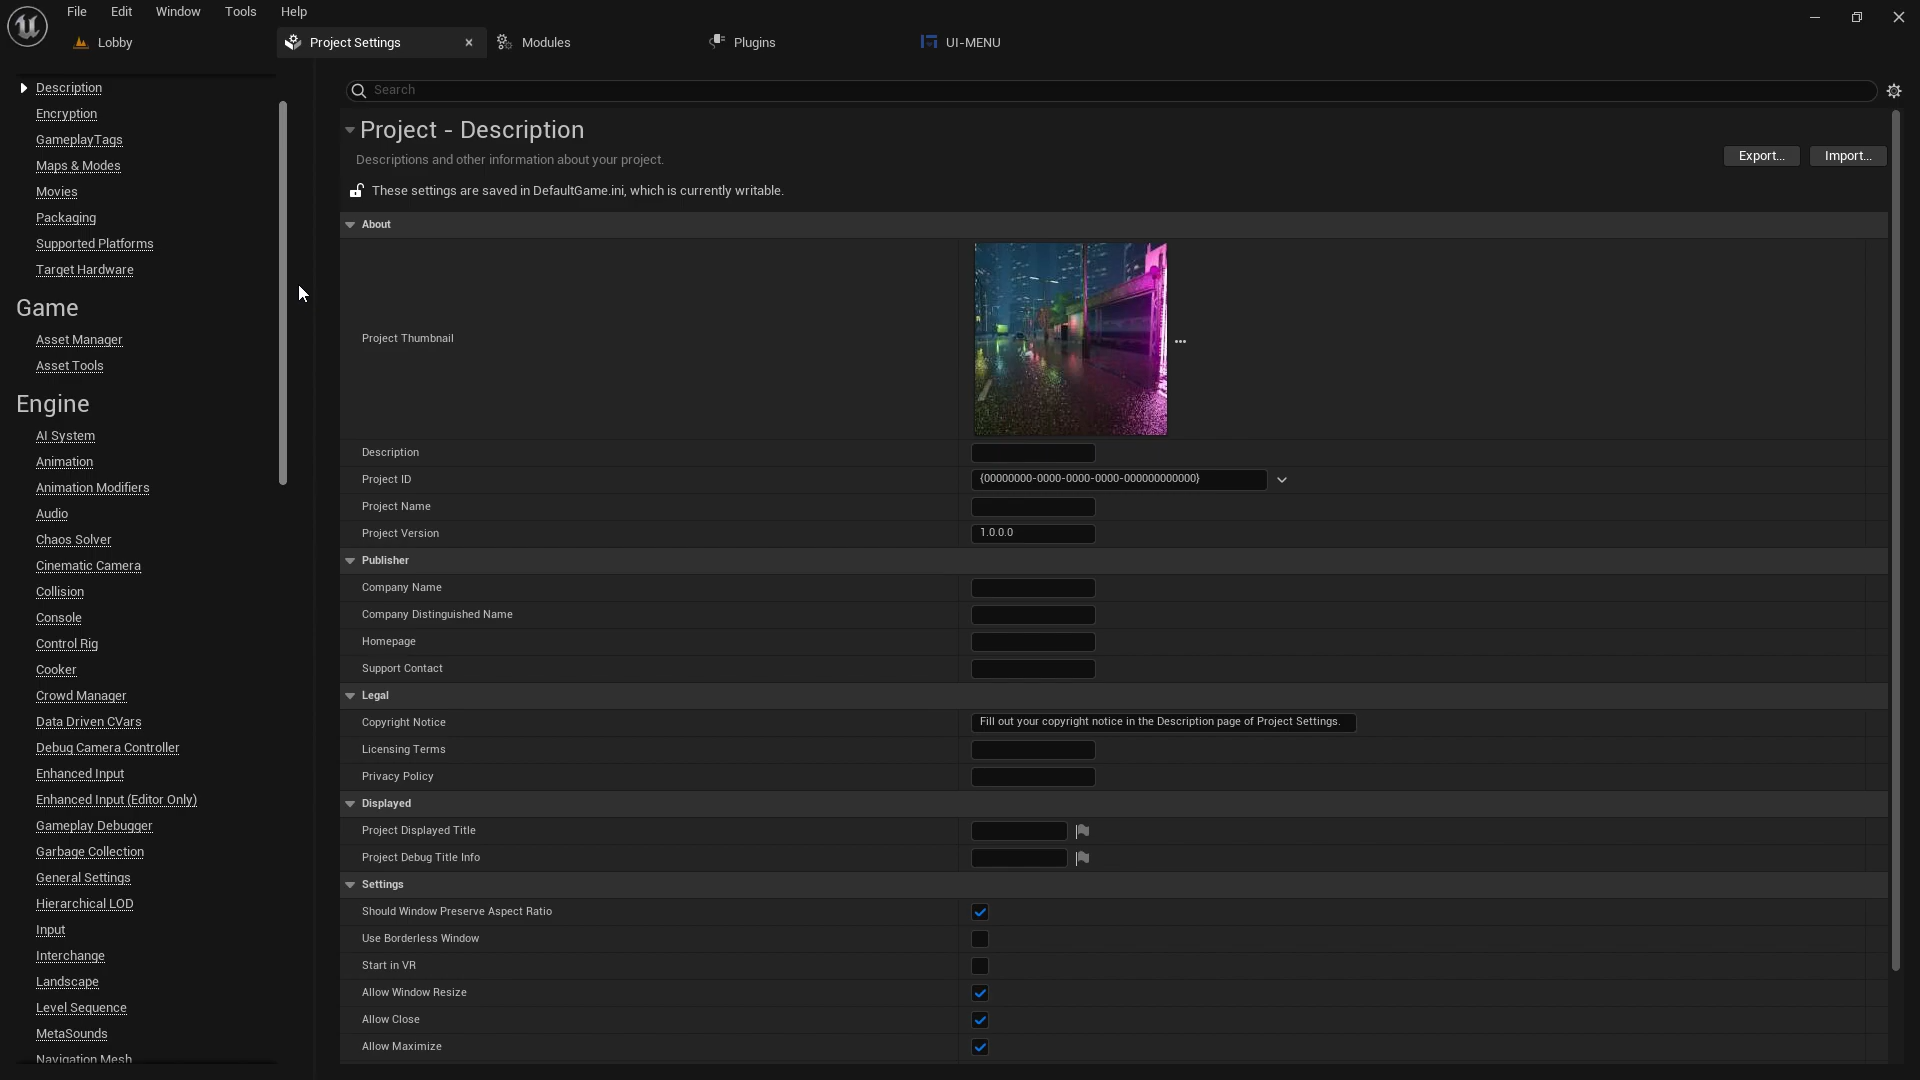 File Edit Window Tools Help
Lobby Project Settings Modules Plugins UI-MENU
Description
Encryption
GameplayTags
Maps & Modes
Movies
Packaging
Supported Platforms
Target Hardware
Game
Asset Manager
Asset Tools
Engine
AI System
Animation
Animation Modifiers
Audio
Chaos Solver
Cinematic Camera
Collision
Console
Control Rig
Cooker
Crowd Manager
Data Driven CVars
Debug Camera Controller
Enhanced Input
Enhanced Input (Editor Only)
Gameplay Debugger
Garbage Collection
General Settings
Hierarchical LOD
Input
Interchange
Landscape
Level Sequence
MetaSounds
Navigation Mesh
Search
Project - Description
Descriptions and other information about your project.
Export... Import...
These settings are saved in DefaultGame.ini, which is currently writable.
About
Project Thumbnail
Description
Project ID {00000000-0000-0000-0000-000000000000}
Project Name
Project Version 1.0.0.0
Publisher
Company Name
Company Distinguished Name
Homepage
Support Contact
Legal
Copyright Notice Fill out your copyright notice in the Description page of Project Settings.
Licensing Terms
Privacy Policy
Displayed
Project Displayed Title
Project Debug Title Info
Settings
Should Window Preserve Aspect Ratio
Use Borderless Window
Start in VR
Allow Window Resize
Allow Close
Allow Maximize